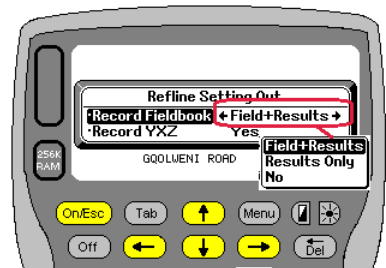 Refline Setting Out
·Record Fieldbook ←Field+Results→
·Record YXZ Yes
Field+Results
Results Only
No
GQOLWENI ROAD
256K
RAM
On/Esc Tab ↑ Menu
Off ← ↓ → Del